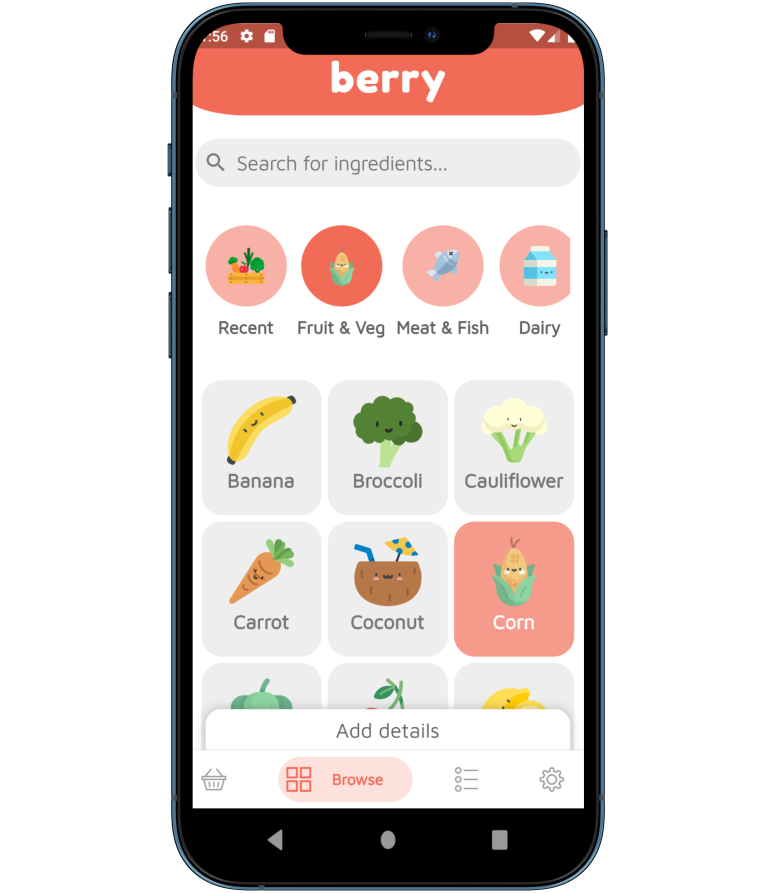 :56
berry
Search for ingredients...
Recent Fruit & Veg Meat & Fish Dairy
Banana Broccoli Cauliflower
Carrot Coconut Corn
Add details
Browse